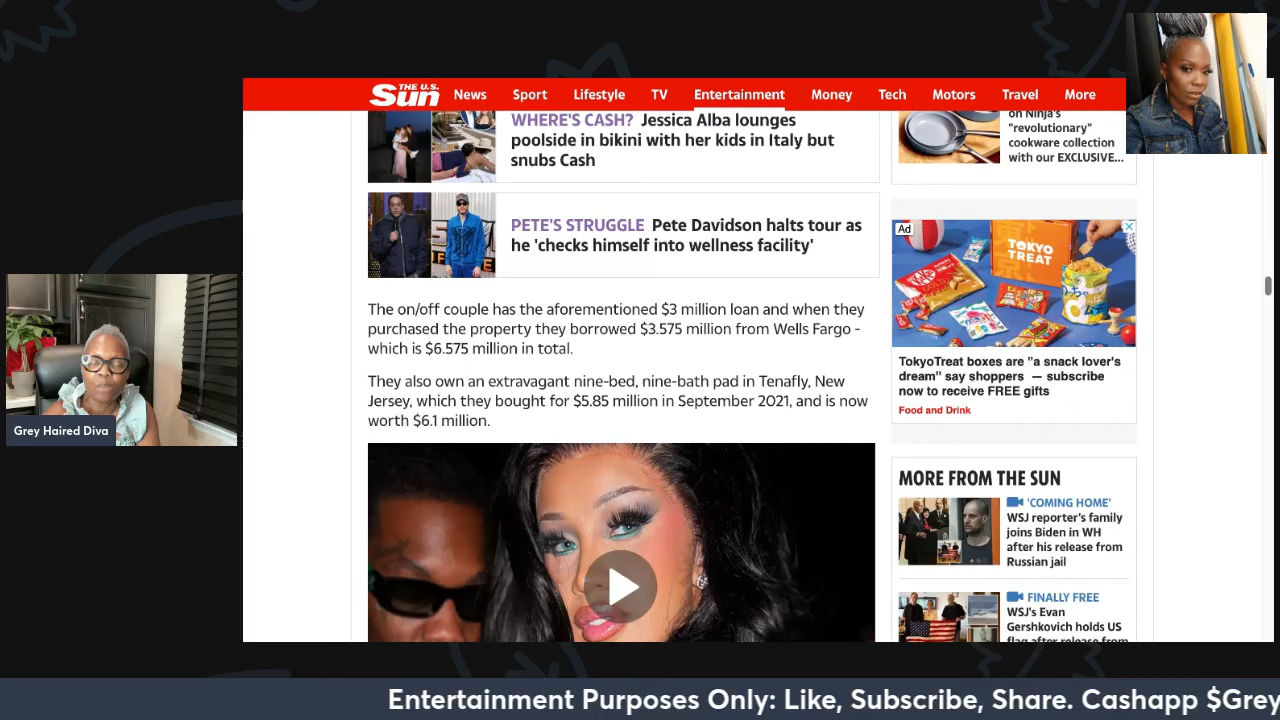 THE U.S.
Sun
News
Sport
Lifestyle
TV
Entertainment
Money
Tech
Motors
Travel
More
WHERE'S CASH? Jessica Alba lounges
poolside in bikini with her kids in Italy but
snubs Cash
PETE'S STRUGGLE Pete Davidson halts tour as
he 'checks himself into wellness facility'
The on/off couple has the aforementioned $3 million loan and when they
purchased the property they borrowed $3.575 million from Wells Fargo -
which is $6.575 million in total.
They also own an extravagant nine-bed, nine-bath pad in Tenafly, New
Jersey, which they bought for $5.85 million in September 2021, and is now
worth $6.1 million.
on Ninja's
"revolutionary"
cookware collection
with our EXCLUSIVE...
Ad
TOKYO
TREAT
KitKat
TokyoTreat boxes are "a snack lover's
dream" say shoppers — subscribe
now to receive FREE gifts
Food and Drink
MORE FROM THE SUN
'COMING HOME'
WSJ reporter's family
joins Biden in WH
after his release from
Russian jail
FINALLY FREE
WSJ's Evan
Gershkovich holds US
flag after release from
Grey Haired Diva
Entertainment Purposes Only: Like, Subscribe, Share. Cashapp $Grey